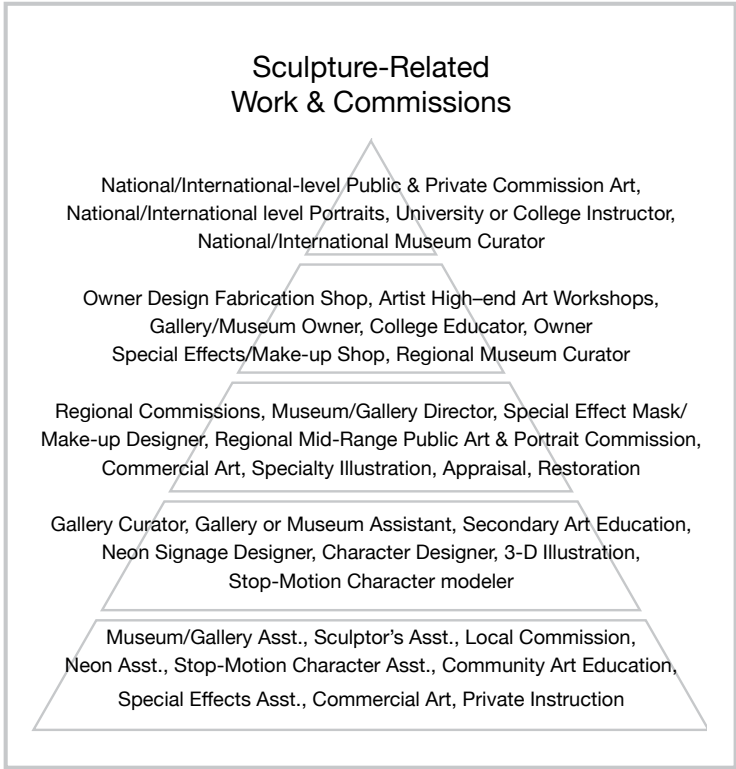 Sculpture-Related
Work & Commissions
National/International-level Public & Private Commission Art,
National/International level Portraits, University or College Instructor,
National/International Museum Curator
Owner Design Fabrication Shop, Artist High–end Art Workshops,
Gallery/Museum Owner, College Educator, Owner
Special Effects/Make-up Shop, Regional Museum Curator
Regional Commissions, Museum/Gallery Director, Special Effect Mask/
Make-up Designer, Regional Mid-Range Public Art & Portrait Commission,
Commercial Art, Specialty Illustration, Appraisal, Restoration
Gallery Curator, Gallery or Museum Assistant, Secondary Art Education,
Neon Signage Designer, Character Designer, 3-D Illustration,
Stop-Motion Character modeler
Museum/Gallery Asst., Sculptor’s Asst., Local Commission,
Neon Asst., Stop-Motion Character Asst., Community Art Education,
Special Effects Asst., Commercial Art, Private Instruction